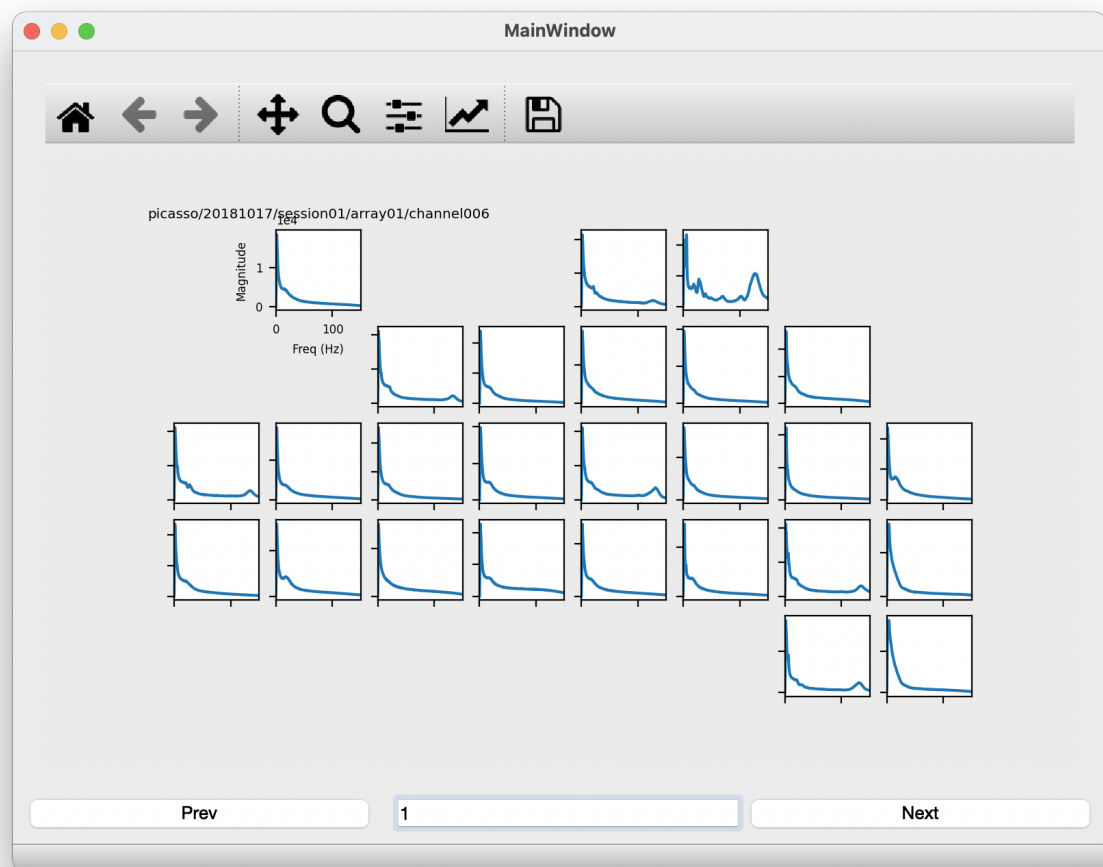 MainWindow
picasso/20181017/session01/array01/channel006
1e4
Magnitude
1
0
0 100
Freq (Hz)
Prev
1
Next